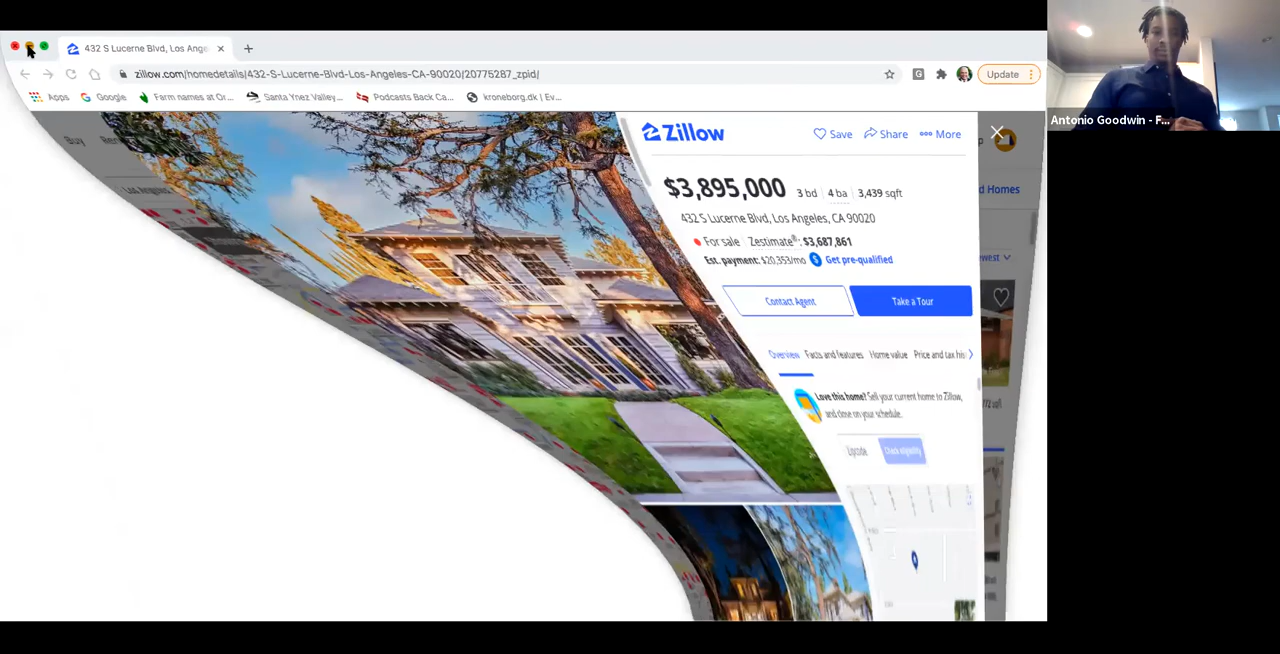 432 S Lucerne Blvd, Los Ange
zillow.com/homedetails/432-S-Lucerne-Blvd-Los-Angeles-CA-90020/20775287_zpid/
Update
Apps Google Farm names at Or... Santa Ynez Valley... Podcasts Back Ca... kroneborg.dk | Ev...
Antonio Goodwin - F...
Buy
Zillow
Save Share More
$3,895,000 3 bd 4 ba 3,439 sqft
d Homes
432 S Lucerne Blvd, Los Angeles, CA 90020
For sale Zestimate®: $3,687,861
Est. payment: $20,353/mo $ Get pre-qualified
west
Contact Agent Take a Tour
Overview Facts and features Home value Price and tax his
Love this home? Sell your current home to Zillow,
and close on your schedule.
Zipcode Check eligibility